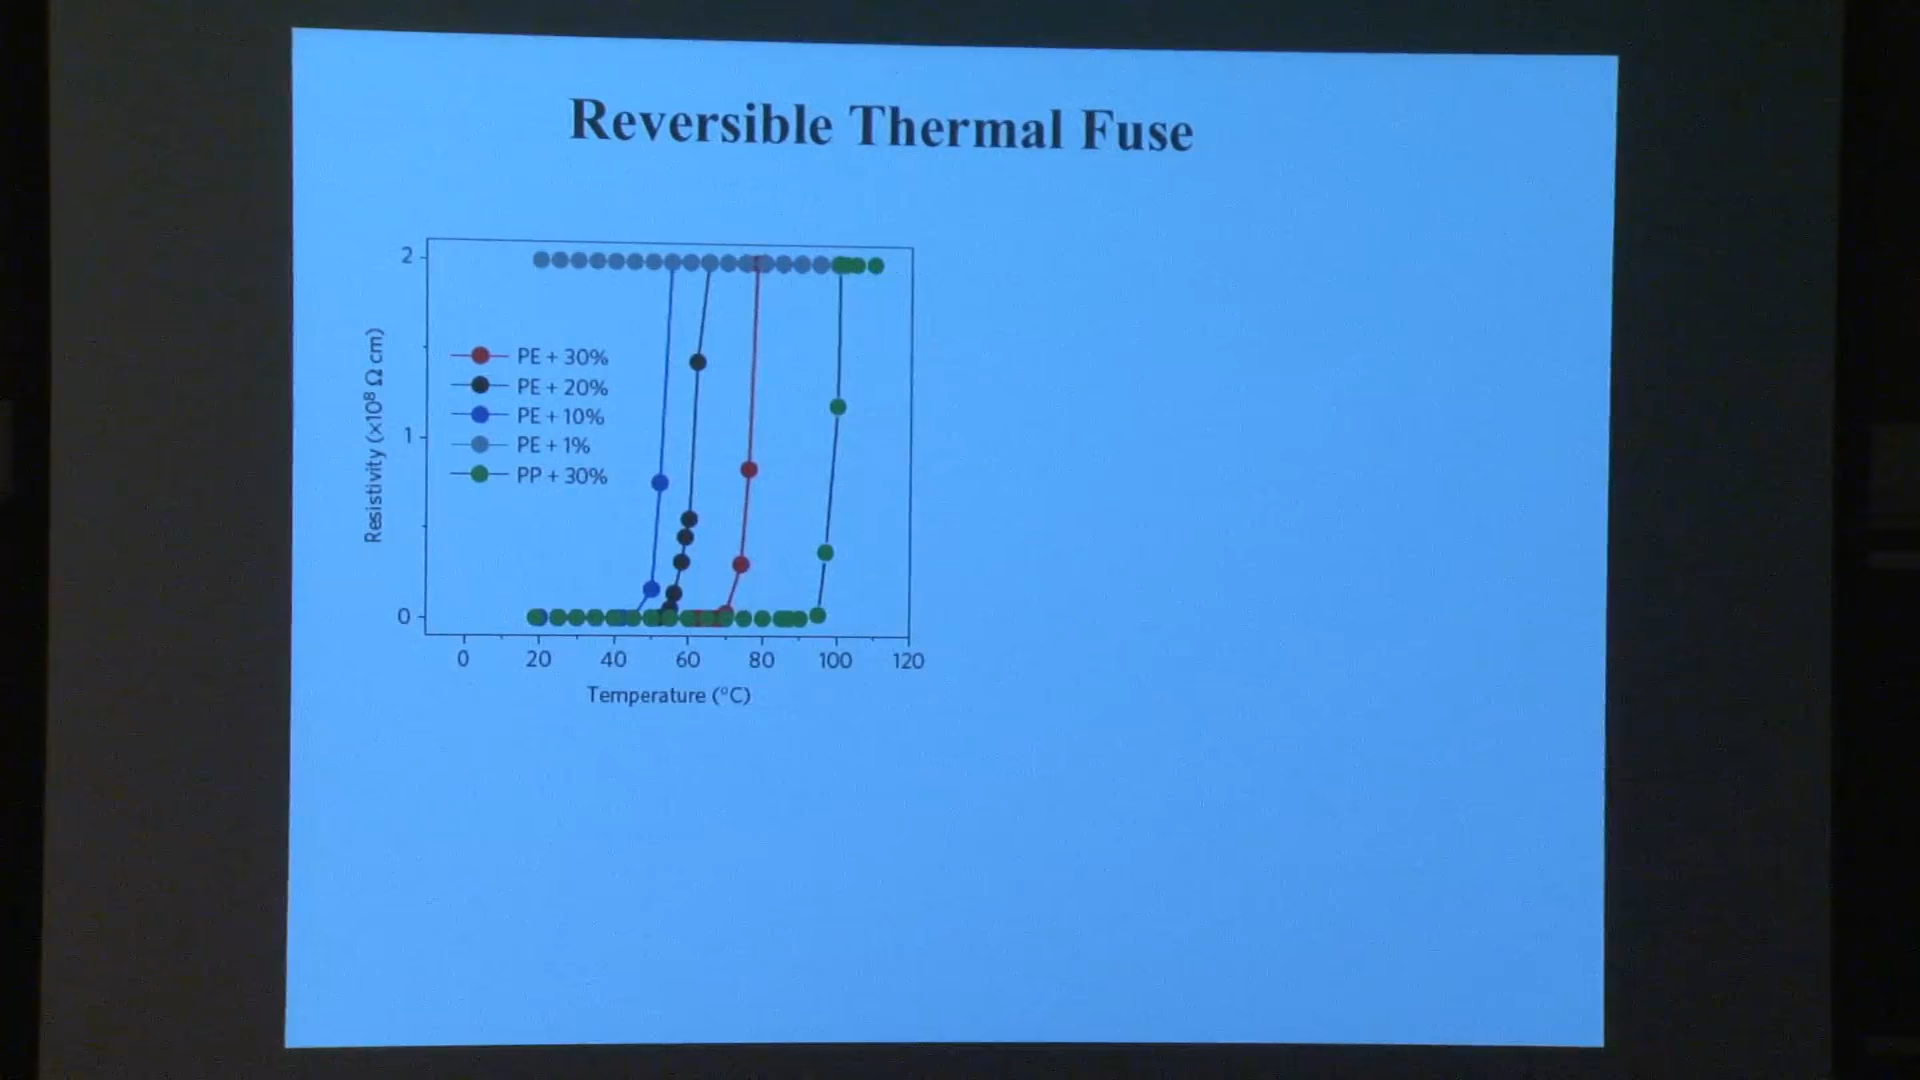 Reversible Thermal Fuse
2
1
0
Resistivity (×10⁸ Ω cm)
PE + 30%
PE + 20%
PE + 10%
PE + 1%
PP + 30%
0 20 40 60 80 100 120
Temperature (°C)